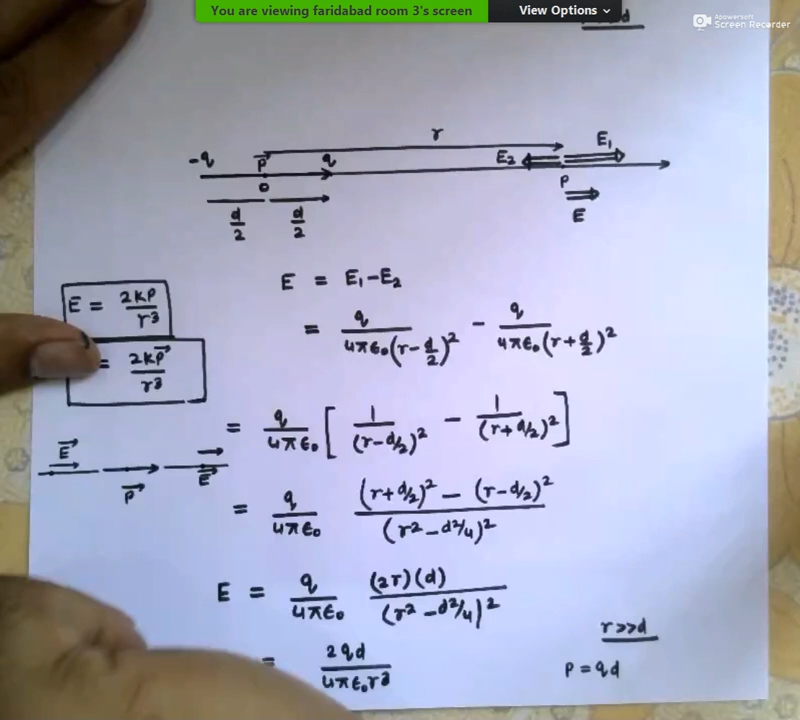 You are viewing faridabad room 3's screen
View Options
Apowersoft
Screen Recorder
r
-q P⃗ q E₂ E₁
O P
d/2 d/2 E
E = E₁-E₂
E = 2KP/r³
= q/4πε₀(r-d/2)² - q/4πε₀(r+d/2)²
= 2KP⃗/r³
= q/4πε₀ [ 1/(r-d/2)² - 1/(r+d/2)² ]
E⃗ P⃗ E⃗
= q/4πε₀ (r+d/2)² - (r-d/2)²/(r²-d²/4)²
E = q/4πε₀ (2r)(d)/(r²-d²/4)²
r>>d
= 2qd/4πε₀r³
P = qd